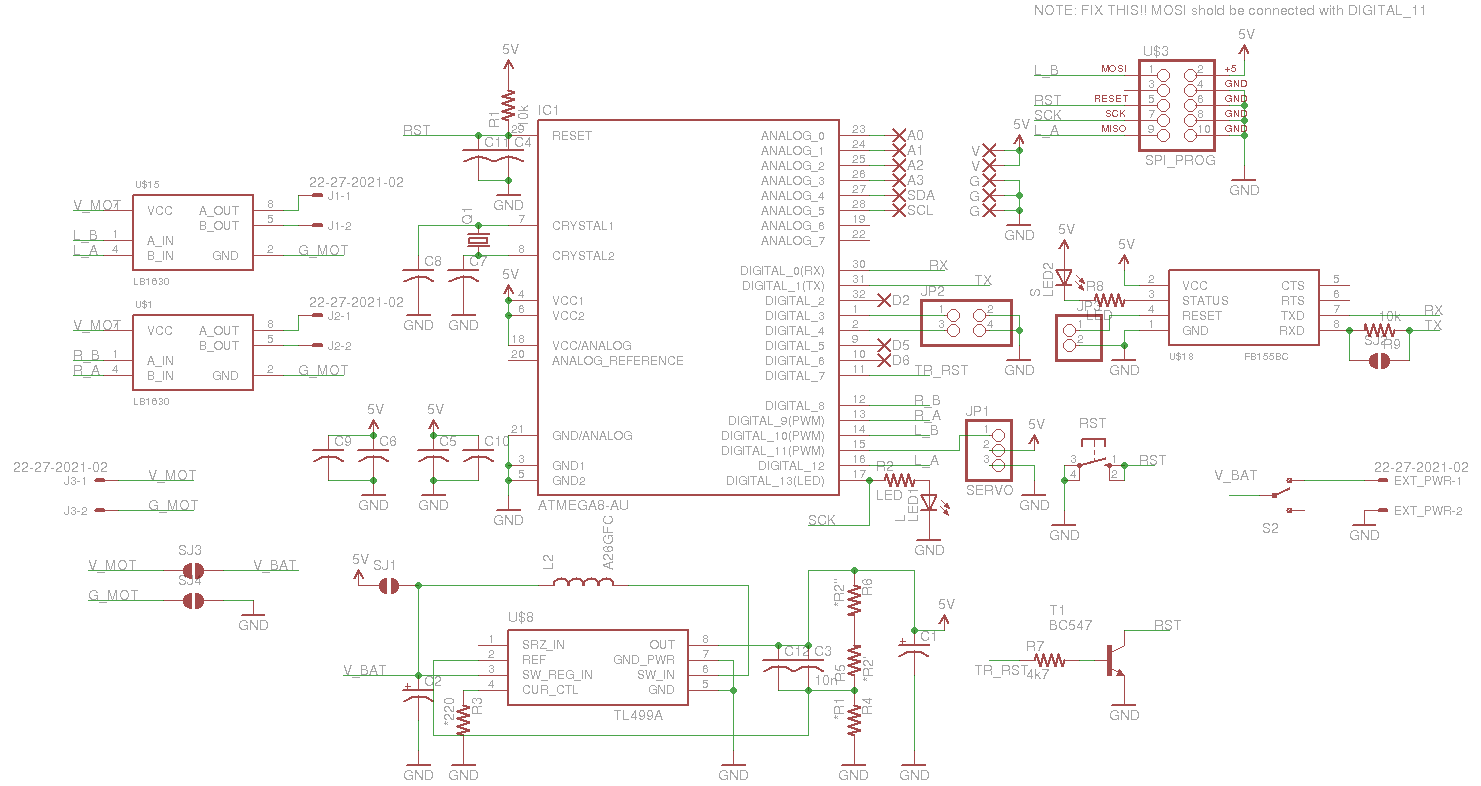 NOTE: FIX THIS!! MOSI shold be connected with DIGITAL_11
5V
U$3
L_B MOSI 1 2 +5
3 4 GND
RST RESET 5 6 GND
SCK SCK 7 8 GND
L_A MISO 9 10 GND
SPI_PROG
GND
5V
R1
10k
IC1
RST
29 RESET
C11 C4
GND
Q1
7 CRYSTAL1
8 CRYSTAL2
C8 C7
GND GND
5V
4 VCC1
6 VCC2
18 VCC/ANALOG
20 ANALOG_REFERENCE
21 GND/ANALOG
3 GND1
5 GND2
GND
ATMEGA8-AU
ANALOG_0 23 A0
ANALOG_1 24 A1
ANALOG_2 25 A2
ANALOG_3 26 A3
ANALOG_4 27 SDA
ANALOG_5 28 SCL
ANALOG_6 19
ANALOG_7 22
DIGITAL_0(RX) 30 RX
DIGITAL_1(TX) 31 TX
DIGITAL_2 32 D2
DIGITAL_3 1
DIGITAL_4 2
DIGITAL_5 9 D5
DIGITAL_6 10 D6
DIGITAL_7 11 TR_RST
DIGITAL_8 12 R_B
DIGITAL_9(PWM) 13 R_A
DIGITAL_10(PWM) 14 L_B
DIGITAL_11(PWM) 15
DIGITAL_12 16 L_A
DIGITAL_13(LED) 17
R2
LED
L
LED1
GND
SCK
5V
V
V
G
G
G
GND
JP2
1 2
3 4
GND
5V
S
LED2
R8
LED
5V
1
2
GND
2 VCC
3 STATUS
4 RESET
1 GND
CTS 5
RTS 6
TXD 7
RXD 8
U$18
FB155BC
RX
TX
10k
R9
JP1
1
2
3
SERVO
5V
GND
RST
3 1
4 2
RST
GND
V_BAT
S2
22-27-2021-02
EXT_PWR-1
EXT_PWR-2
GND
U$15
V_MOT 7 VCC
L_B 1 A_IN
L_A 4 B_IN
A_OUT 8
B_OUT 5
GND 2 G_MOT
22-27-2021-02
J1-1
J1-2
LB1630
U$1
V_MOT 7 VCC
R_B 1 A_IN
R_A 4 B_IN
A_OUT 8
B_OUT 5
GND 2 G_MOT
22-27-2021-02
J2-1
J2-2
LB1630
5V
C9 C6
GND
5V
C5 C10
GND
22-27-2021-02
J3-1 V_MOT
J3-2 G_MOT
V_MOT SJ3 V_BAT
G_MOT SJ4
GND
5V SJ1
L2
A26GFC
U$8
1 SRZ_IN
2 REF
3 SW_REG_IN
4 CUR_CTL
OUT 8
GND_PWR 7
SW_IN 6
GND 5
TL499A
V_BAT
C2
+
*220
R3
GND GND GND
C12 C3
10n
*R2"
R6
R5
*R2'
*R1
R4
GND
C1
+
5V
GND
T1
BC547
RST
R7
4k7
TR_RST
GND